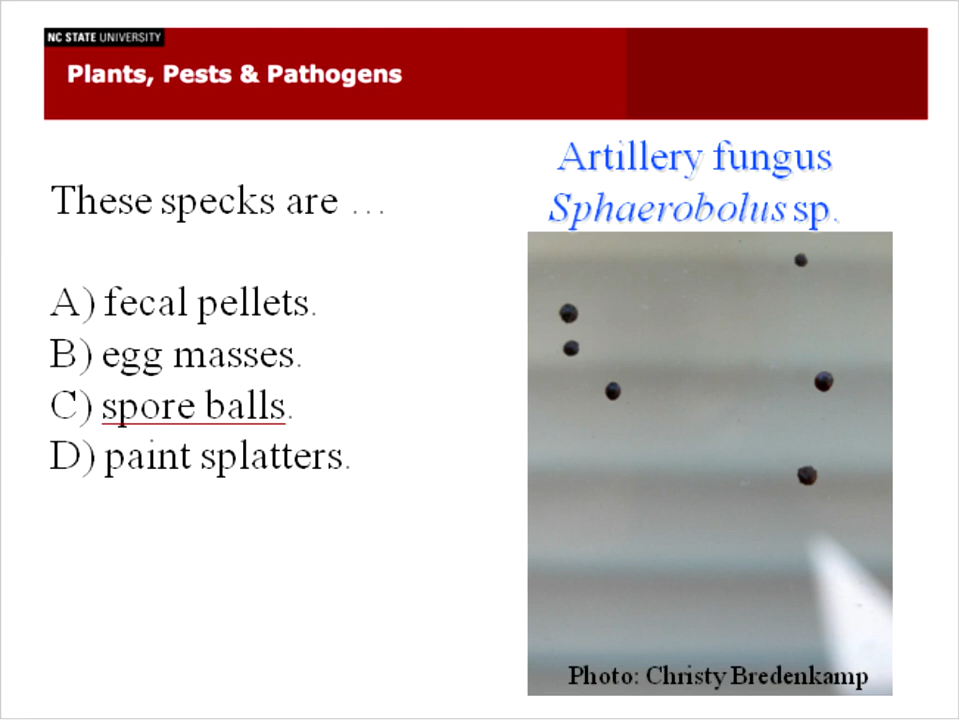 NC STATE UNIVERSITY
Plants, Pests & Pathogens
These specks are …
A) fecal pellets.
B) egg masses.
C) spore balls.
D) paint splatters.
Artillery fungus
Sphaerobolus sp.
Photo: Christy Bredenkamp